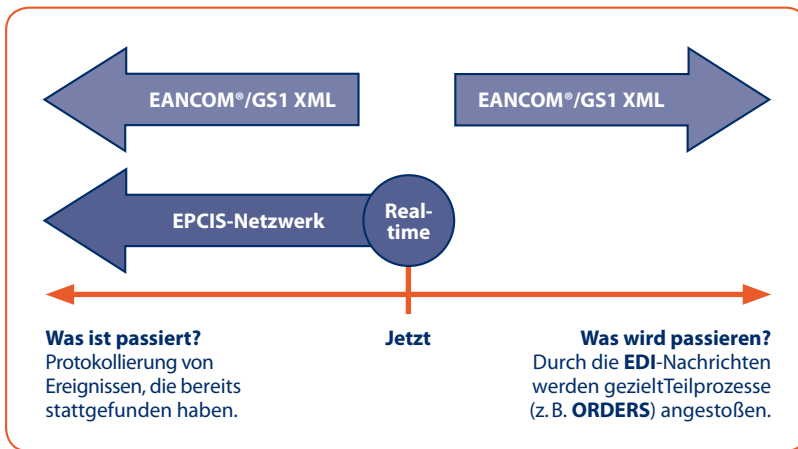 EANCOM®/GS1 XML
EANCOM®/GS1 XML
EPCIS-Netzwerk
Real-
time
Was ist passiert?
Protokollierung von
Ereignissen, die bereits
stattgefunden haben.
Jetzt
Was wird passieren?
Durch die EDI-Nachrichten
werden gezieltTeilprozesse
(z. B. ORDERS) angestoßen.